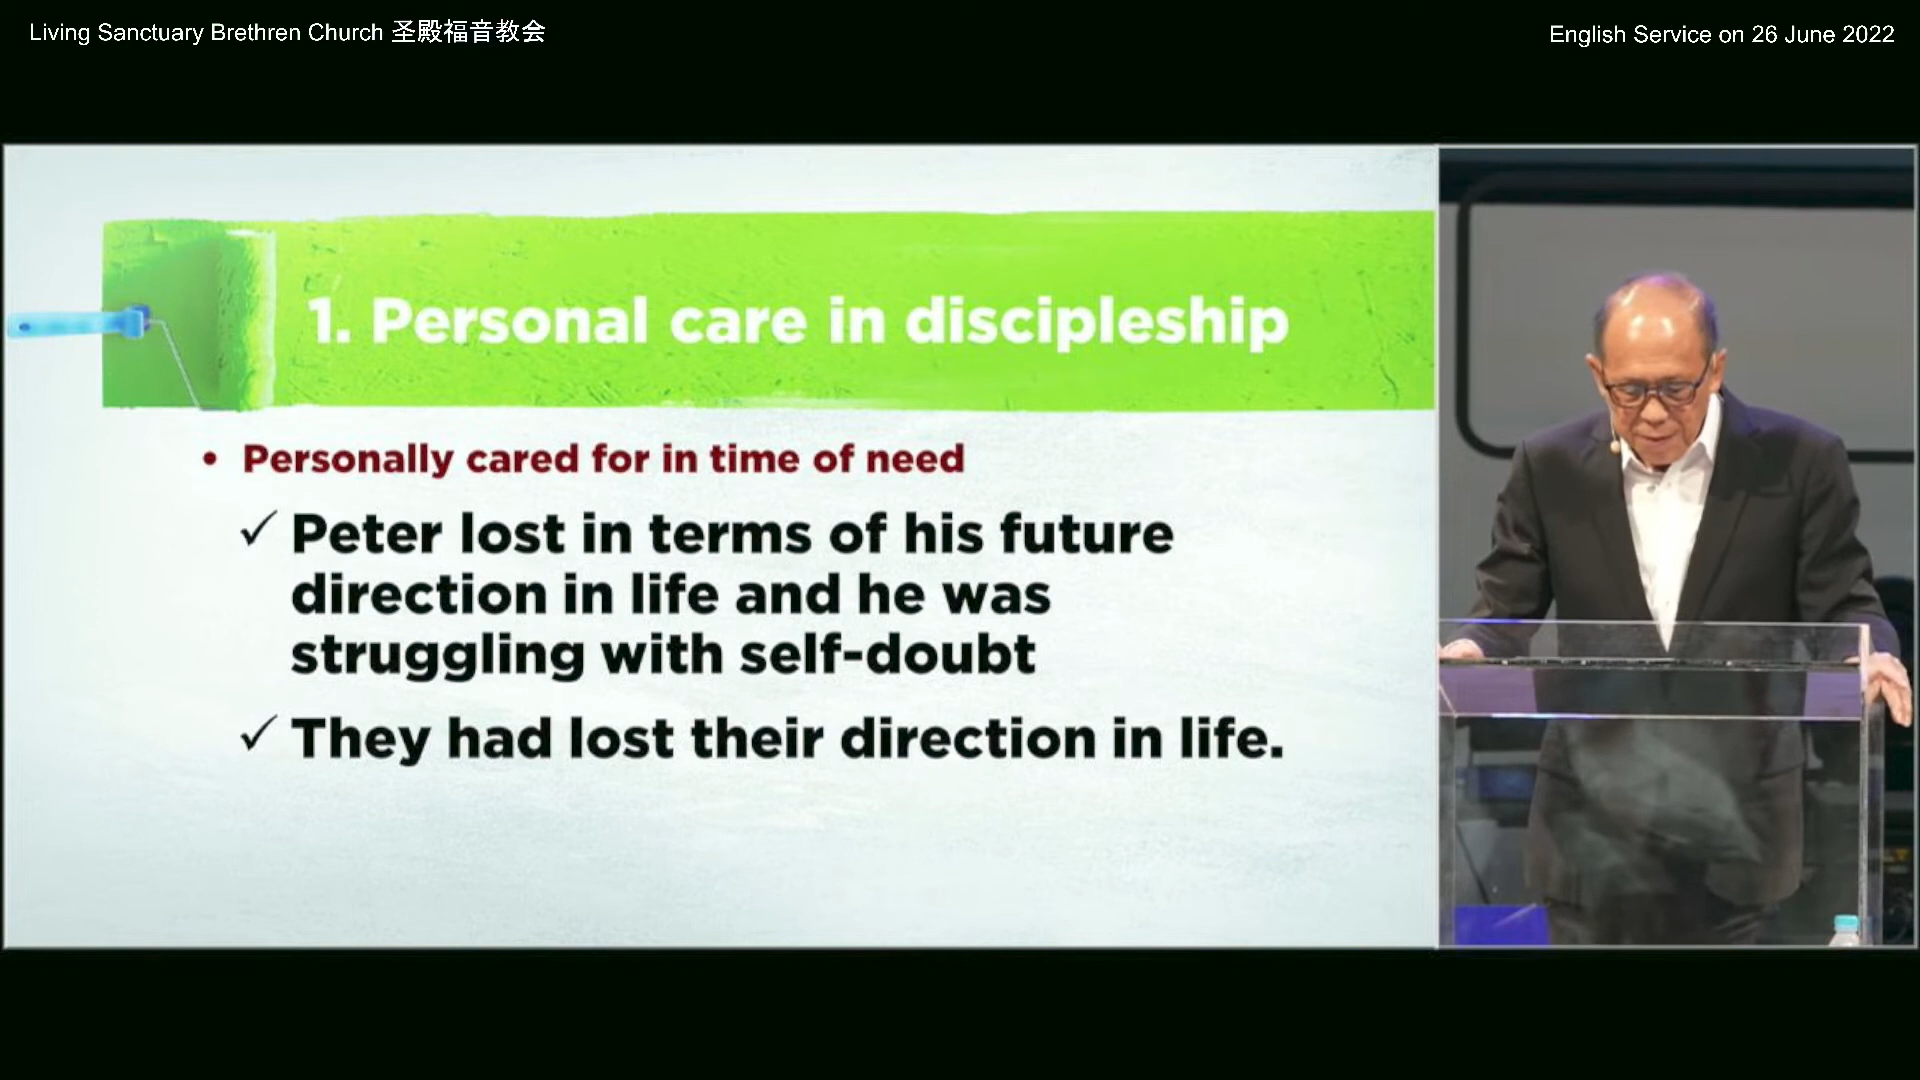 Living Sanctuary Brethren Church 圣殿福音教会
English Service on 26 June 2022
1. Personal care in discipleship
• Personally cared for in time of need
✓ Peter lost in terms of his future
direction in life and he was
struggling with self-doubt
✓ They had lost their direction in life.